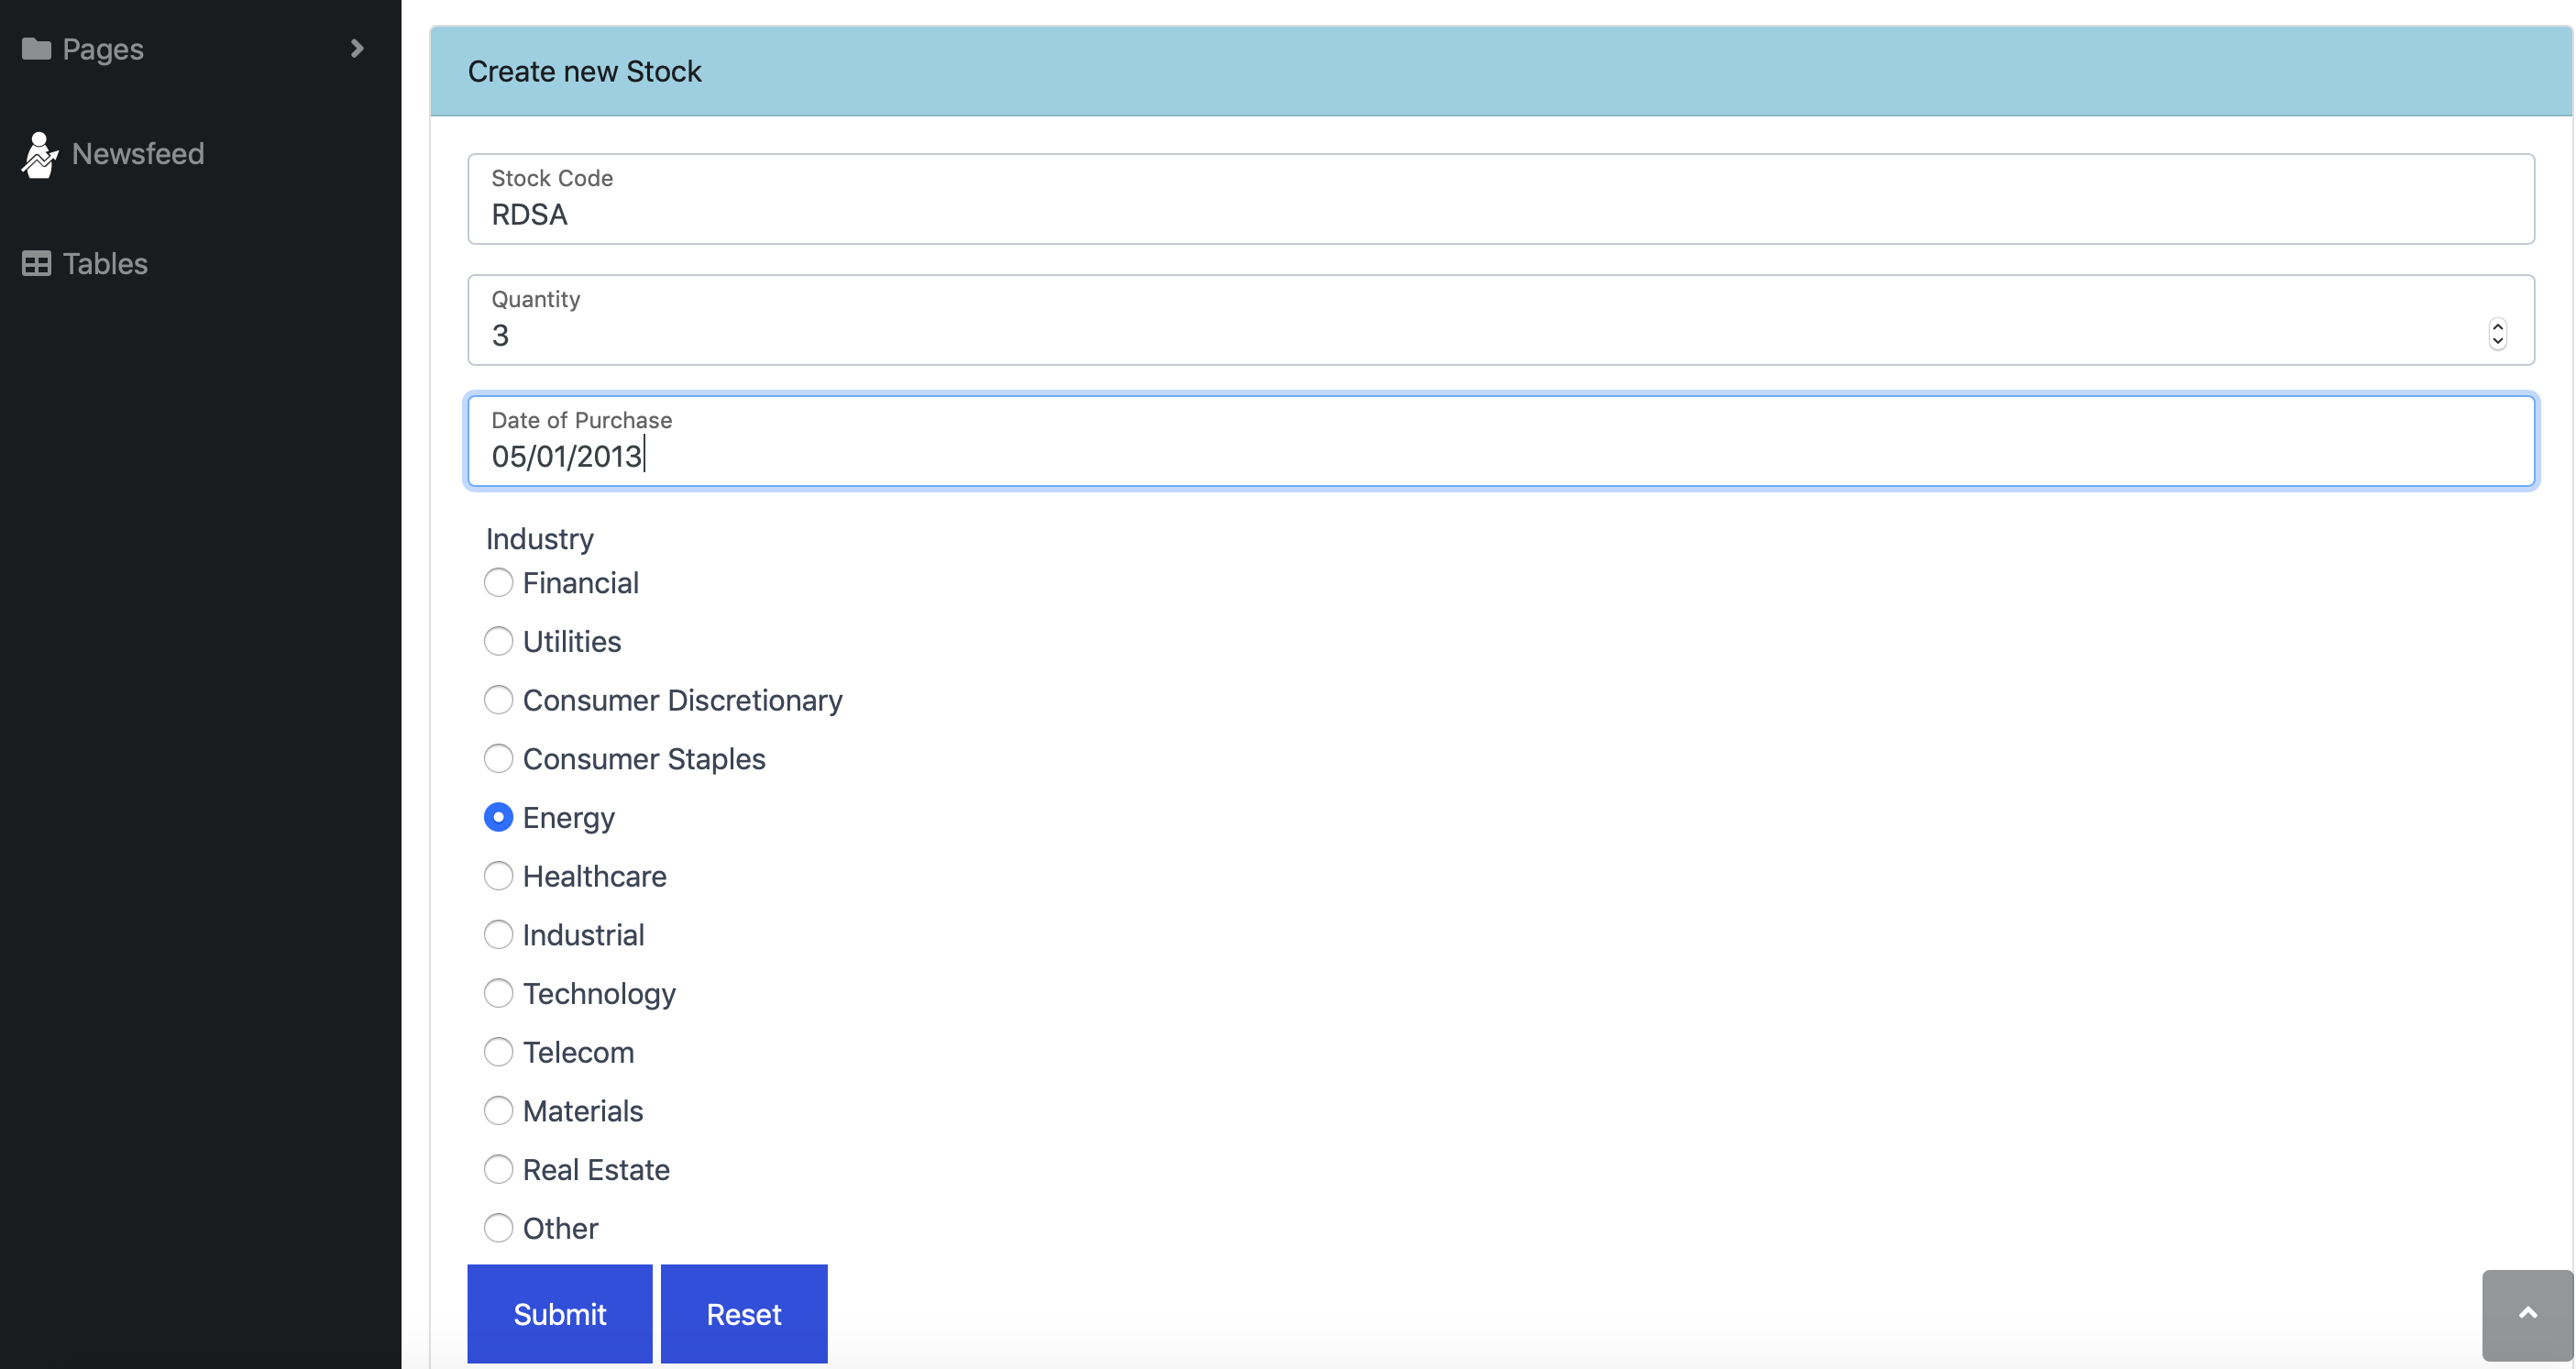 Pages
Newsfeed
Tables
Create new Stock
Stock Code
RDSA
Quantity
3
Date of Purchase
05/01/2013
Industry
Financial
Utilities
Consumer Discretionary
Consumer Staples
Energy
Healthcare
Industrial
Technology
Telecom
Materials
Real Estate
Other
Submit Reset